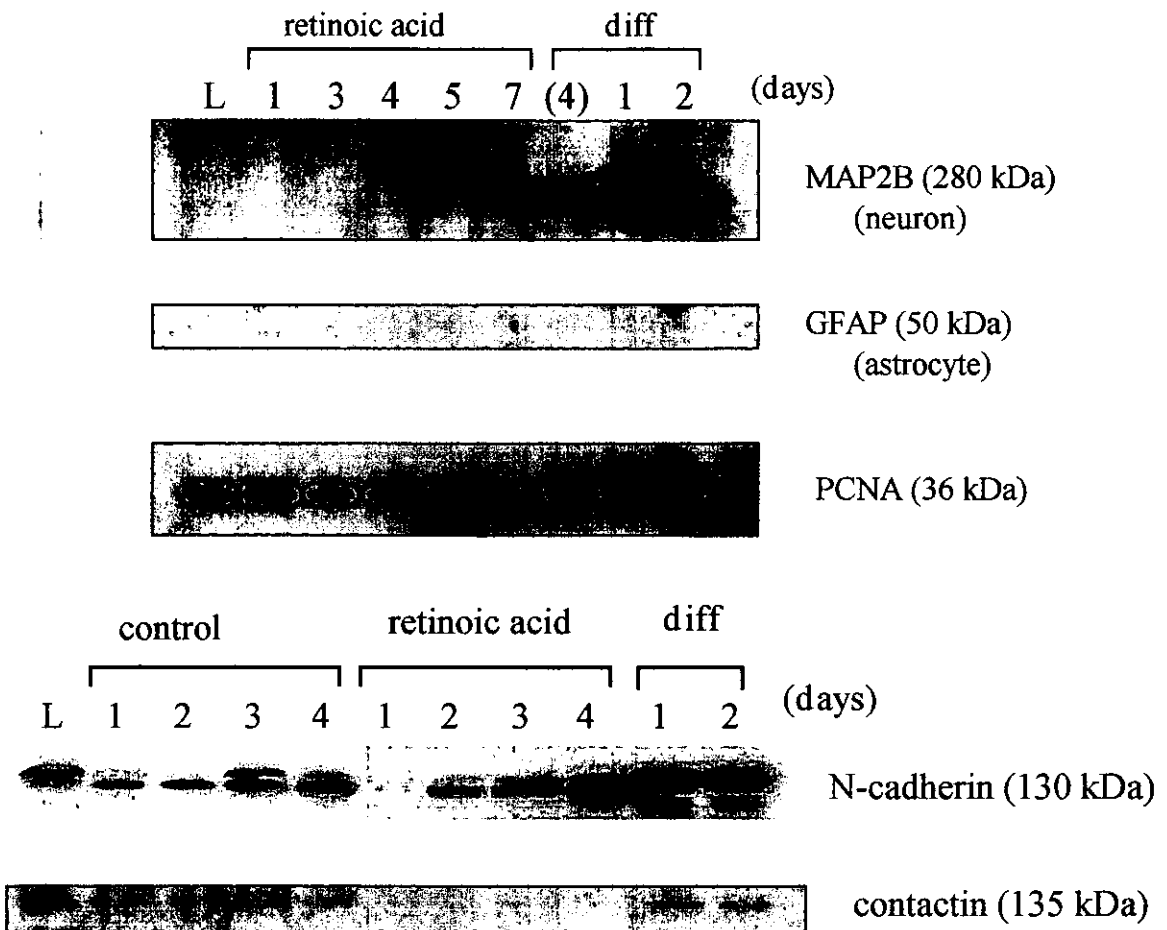 retinoic acid diff
L 1 3 4 5 7 (4) 1 2 (days)
MAP2B (280 kDa)
(neuron)
GFAP (50 kDa)
(astrocyte)
PCNA (36 kDa)
control retinoic acid diff
L 1 2 3 4 1 2 3 4 1 2 (days)
N-cadherin (130 kDa)
contactin (135 kDa)